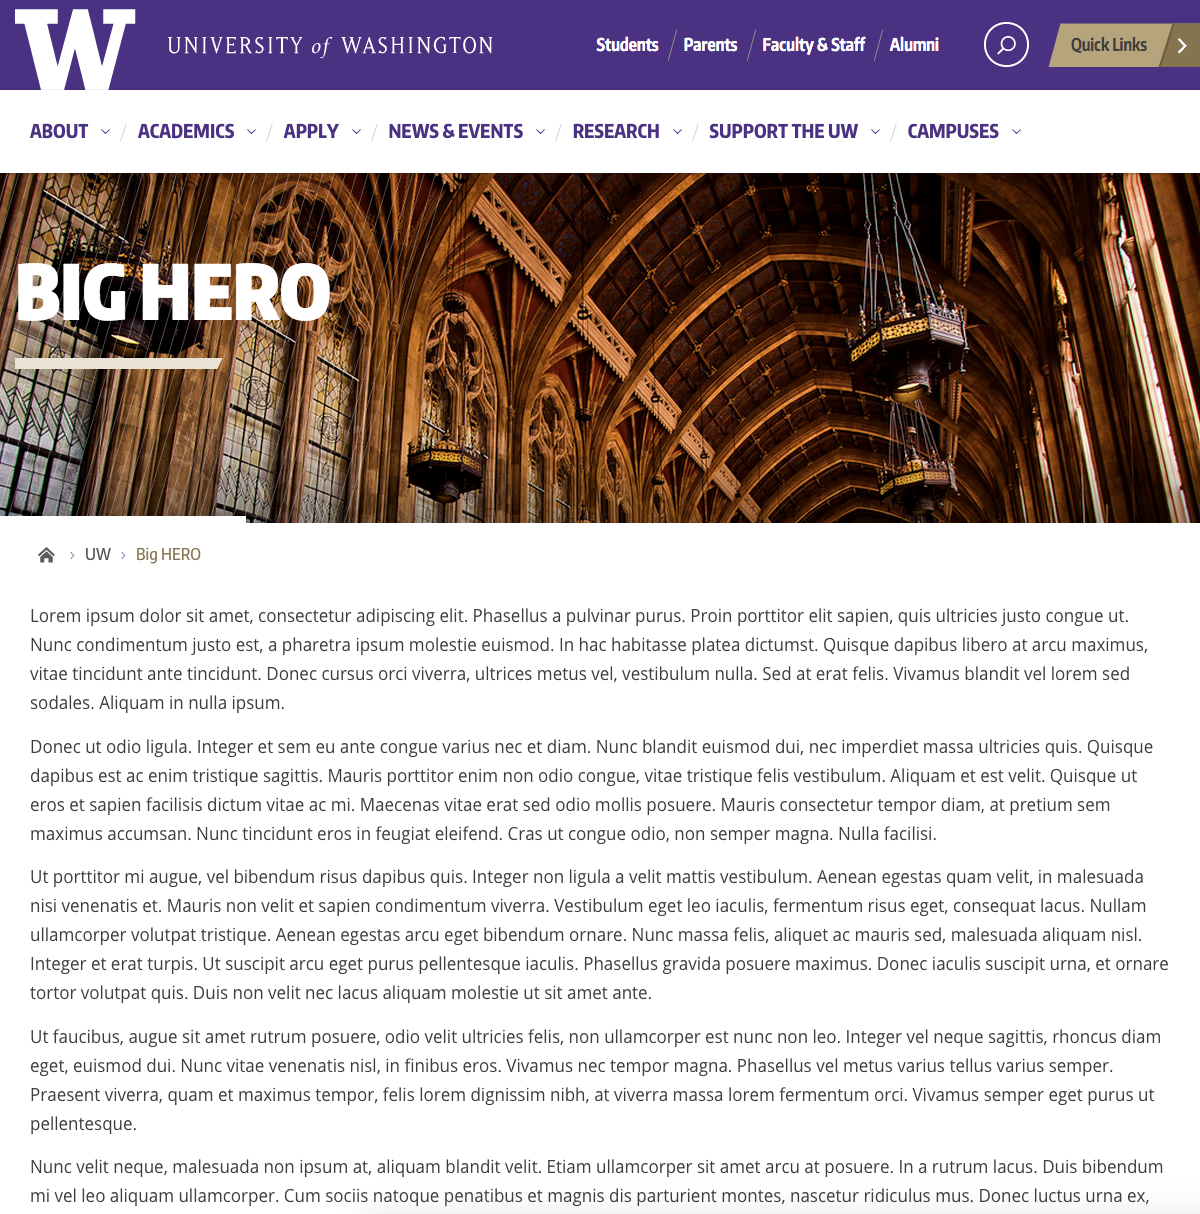 W
UNIVERSITY of WASHINGTON
Students Parents Faculty & Staff Alumni
Quick Links
ABOUT / ACADEMICS / APPLY / NEWS & EVENTS / RESEARCH / SUPPORT THE UW / CAMPUSES
BIG HERO
UW > Big HERO
Lorem ipsum dolor sit amet, consectetur adipiscing elit. Phasellus a pulvinar purus. Proin porttitor elit sapien, quis ultricies justo congue ut.
Nunc condimentum justo est, a pharetra ipsum molestie euismod. In hac habitasse platea dictumst. Quisque dapibus libero at arcu maximus,
vitae tincidunt ante tincidunt. Donec cursus orci viverra, ultrices metus vel, vestibulum nulla. Sed at erat felis. Vivamus blandit vel lorem sed
sodales. Aliquam in nulla ipsum.
Donec ut odio ligula. Integer et sem eu ante congue varius nec et diam. Nunc blandit euismod dui, nec imperdiet massa ultricies quis. Quisque
dapibus est ac enim tristique sagittis. Mauris porttitor enim non odio congue, vitae tristique felis vestibulum. Aliquam et est velit. Quisque ut
eros et sapien facilisis dictum vitae ac mi. Maecenas vitae erat sed odio mollis posuere. Mauris consectetur tempor diam, at pretium sem
maximus accumsan. Nunc tincidunt eros in feugiat eleifend. Cras ut congue odio, non semper magna. Nulla facilisi.
Ut porttitor mi augue, vel bibendum risus dapibus quis. Integer non ligula a velit mattis vestibulum. Aenean egestas quam velit, in malesuada
nisi venenatis et. Mauris non velit et sapien condimentum viverra. Vestibulum eget leo iaculis, fermentum risus eget, consequat lacus. Nullam
ullamcorper volutpat tristique. Aenean egestas arcu eget bibendum ornare. Nunc massa felis, aliquet ac mauris sed, malesuada aliquam nisl.
Integer et erat turpis. Ut suscipit arcu eget purus pellentesque iaculis. Phasellus gravida posuere maximus. Donec iaculis suscipit urna, et ornare
tortor volutpat quis. Duis non velit nec lacus aliquam molestie ut sit amet ante.
Ut faucibus, augue sit amet rutrum posuere, odio velit ultricies felis, non ullamcorper est nunc non leo. Integer vel neque sagittis, rhoncus diam
eget, euismod dui. Nunc vitae venenatis nisl, in finibus eros. Vivamus nec tempor magna. Phasellus vel metus varius tellus varius semper.
Praesent viverra, quam et maximus tempor, felis lorem dignissim nibh, at viverra massa lorem fermentum orci. Vivamus semper eget purus ut
pellentesque.
Nunc velit neque, malesuada non ipsum at, aliquam blandit velit. Etiam ullamcorper sit amet arcu at posuere. In a rutrum lacus. Duis bibendum
mi vel leo aliquam ullamcorper. Cum sociis natoque penatibus et magnis dis parturient montes, nascetur ridiculus mus. Donec luctus urna ex,